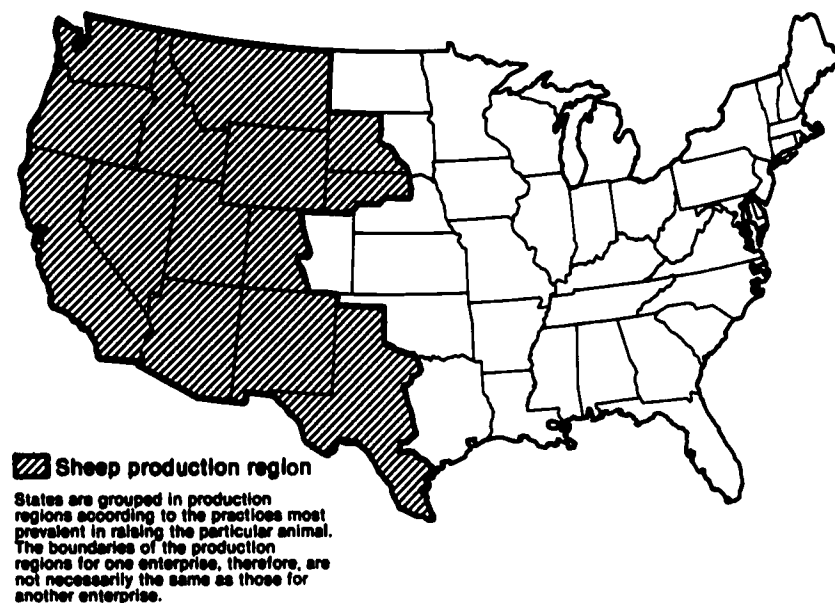 Sheep production region
States are grouped in production
regions according to the practices most
prevalent in raising the particular animal.
The boundaries of the production
regions for one enterprise, therefore, are
not necessarily the same as those for
another enterprise.